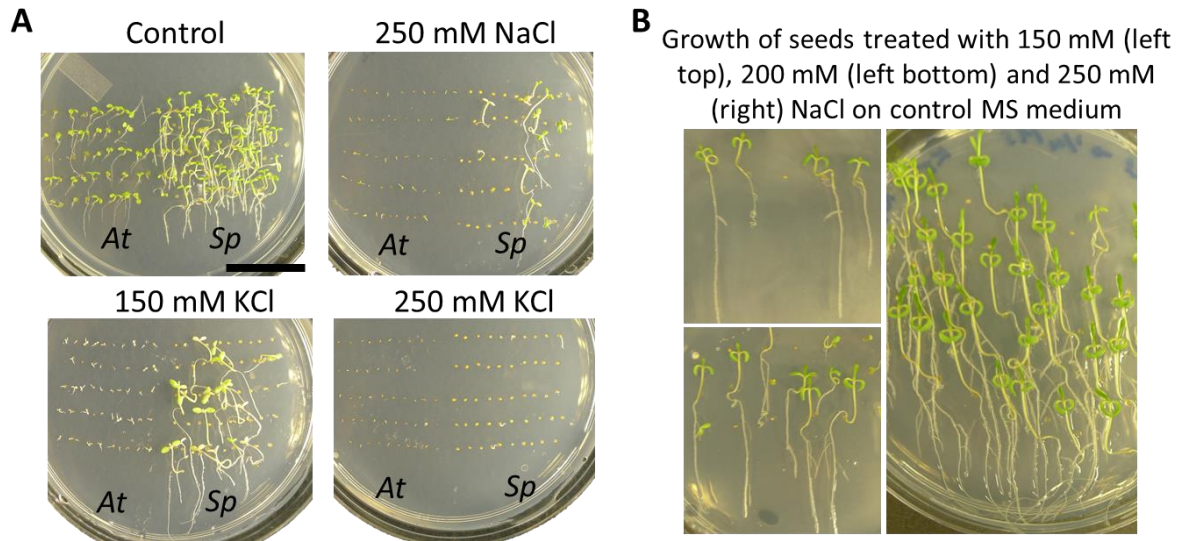 A
Control
250 mM NaCl
At
Sp
Sp
150 mM KCl
250 mM KCl
At
Sp
At
Sp
B
Growth of seeds treated with 150 mM (left
top), 200 mM (left bottom) and 250 mM
(right) NaCl on control MS medium